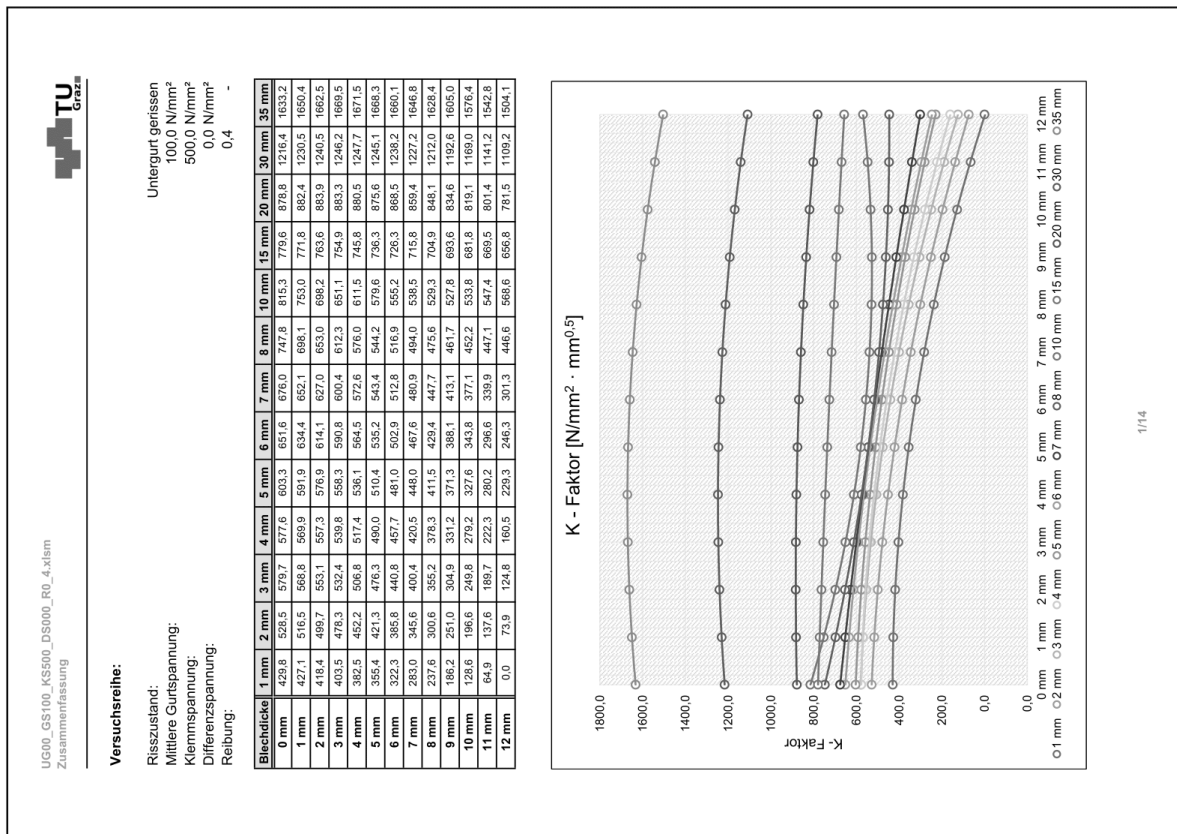 UG00_GS100_KS500_DS000_R0_4.xlsm
Zusammenfassung
TU
Graz
Versuchsreihe:
Risszustand: Untergurt gerissen
Mittlere Gurtspannung: 100,0 N/mm²
Klemmspannung: 500,0 N/mm²
Differenzspannung: 0,0 N/mm²
Reibung: 0,4 -
Blechdicke 1 mm 2 mm 3 mm 4 mm 5 mm 6 mm 7 mm 8 mm 10 mm 15 mm 20 mm 30 mm 35 mm
0 mm 429,8 528,5 579,7 577,6 603,3 651,6 676,0 747,8 815,3 779,6 878,8 1216,4 1633,2
1 mm 427,1 516,5 568,8 569,9 591,9 634,4 652,1 698,1 753,0 771,8 882,4 1230,5 1650,4
2 mm 418,4 499,7 553,1 557,3 576,9 614,1 627,0 653,0 698,2 763,6 883,9 1240,5 1662,5
3 mm 403,5 478,3 532,4 539,8 558,3 590,8 600,4 612,3 651,1 754,9 883,3 1246,2 1669,5
4 mm 382,5 452,2 506,8 517,4 536,1 564,5 572,6 576,0 611,5 745,8 880,5 1247,7 1671,5
5 mm 355,4 421,3 476,3 490,0 510,4 535,2 543,4 544,2 579,6 736,3 875,6 1245,1 1668,3
6 mm 322,3 385,8 440,8 457,7 481,0 502,9 512,8 516,9 555,2 726,3 868,5 1238,2 1660,1
7 mm 283,0 345,6 400,4 420,5 448,0 467,6 480,9 494,0 538,5 715,8 859,4 1227,2 1646,8
8 mm 237,6 300,6 355,2 378,3 411,5 429,4 447,7 475,6 529,3 704,9 848,1 1212,0 1628,4
9 mm 186,2 251,0 304,9 331,2 371,3 388,1 413,1 461,7 527,8 693,6 834,6 1192,6 1605,0
10 mm 128,6 196,6 249,8 279,2 327,6 343,8 377,1 452,2 533,8 681,8 819,1 1169,0 1576,4
11 mm 64,9 137,6 189,7 222,3 280,2 296,6 339,9 447,1 547,4 669,5 801,4 1141,2 1542,8
12 mm 0,0 73,9 124,8 160,5 229,3 246,3 301,3 446,6 568,6 656,8 781,5 1109,2 1504,1
K - Faktor [N/mm² · mm^0,5]
K - Faktor
1800.0
1600.0
1400.0
1200.0
1000.0
800.0
600.0
400.0
200.0
0,0
0,0
0 mm 1 mm 2 mm 3 mm 4 mm 5 mm 6 mm 7 mm 8 mm 9 mm 10 mm 11 mm 12 mm
1 mm 2 mm 3 mm 4 mm 5 mm 6 mm 7 mm 8 mm 10 mm 15 mm 20 mm 30 mm 35 mm
1/14